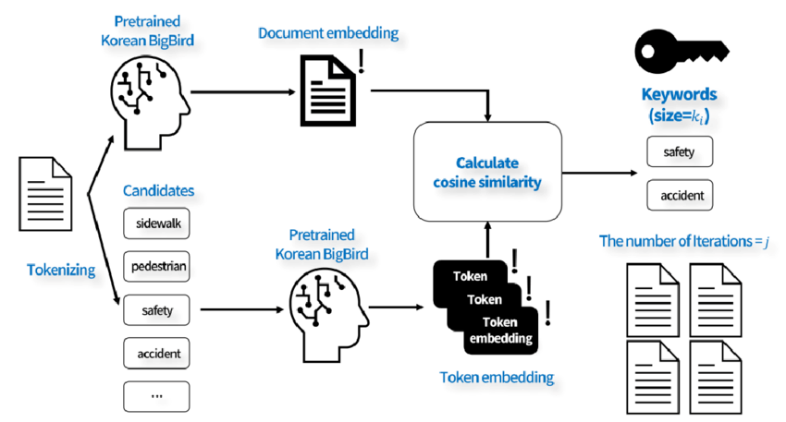 Pretrained
Korean BigBird
Document embedding
!
Keywords
(size=kᵢ)
safety
accident
Calculate
cosine similarity
Candidates
sidewalk
pedestrian
safety
accident
...
Tokenizing
Pretrained
Korean BigBird
Token
!
Token
!
Token
embedding
!
Token embedding
The number of Iterations = j